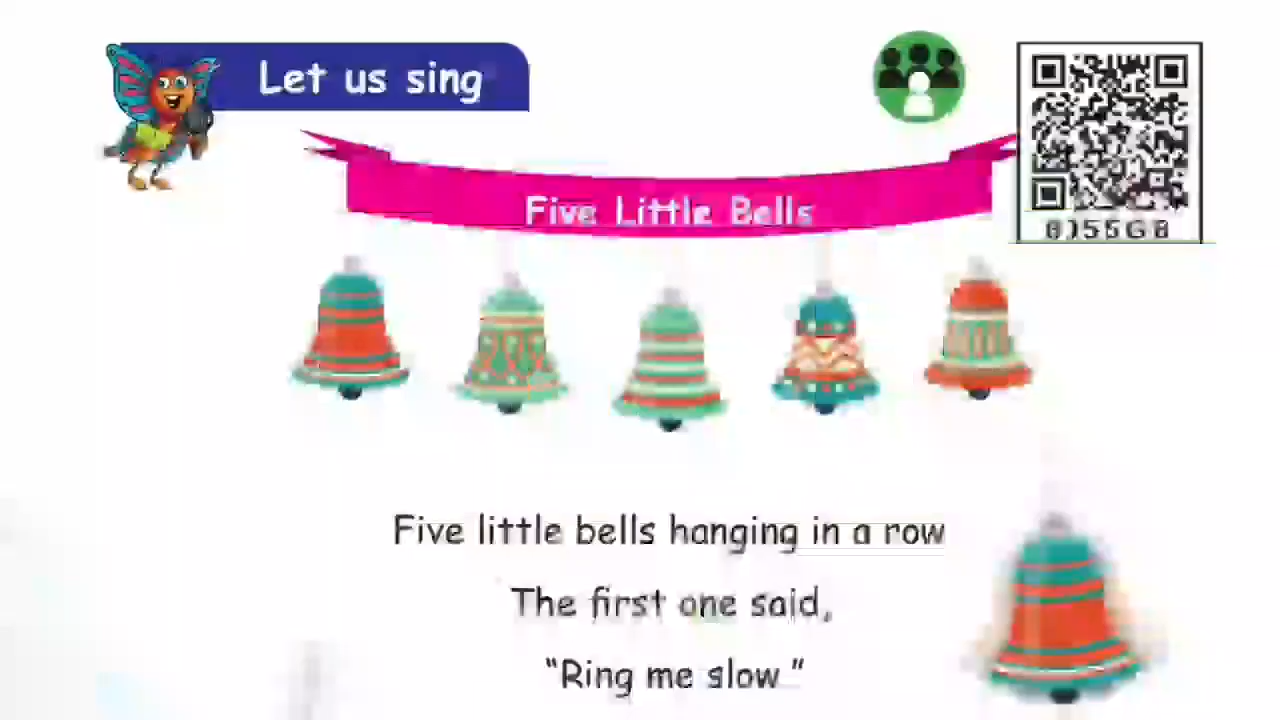 Let us sing
Five Little Bells
Five little bells hanging in a row
The first one said,
“Ring me slow.”